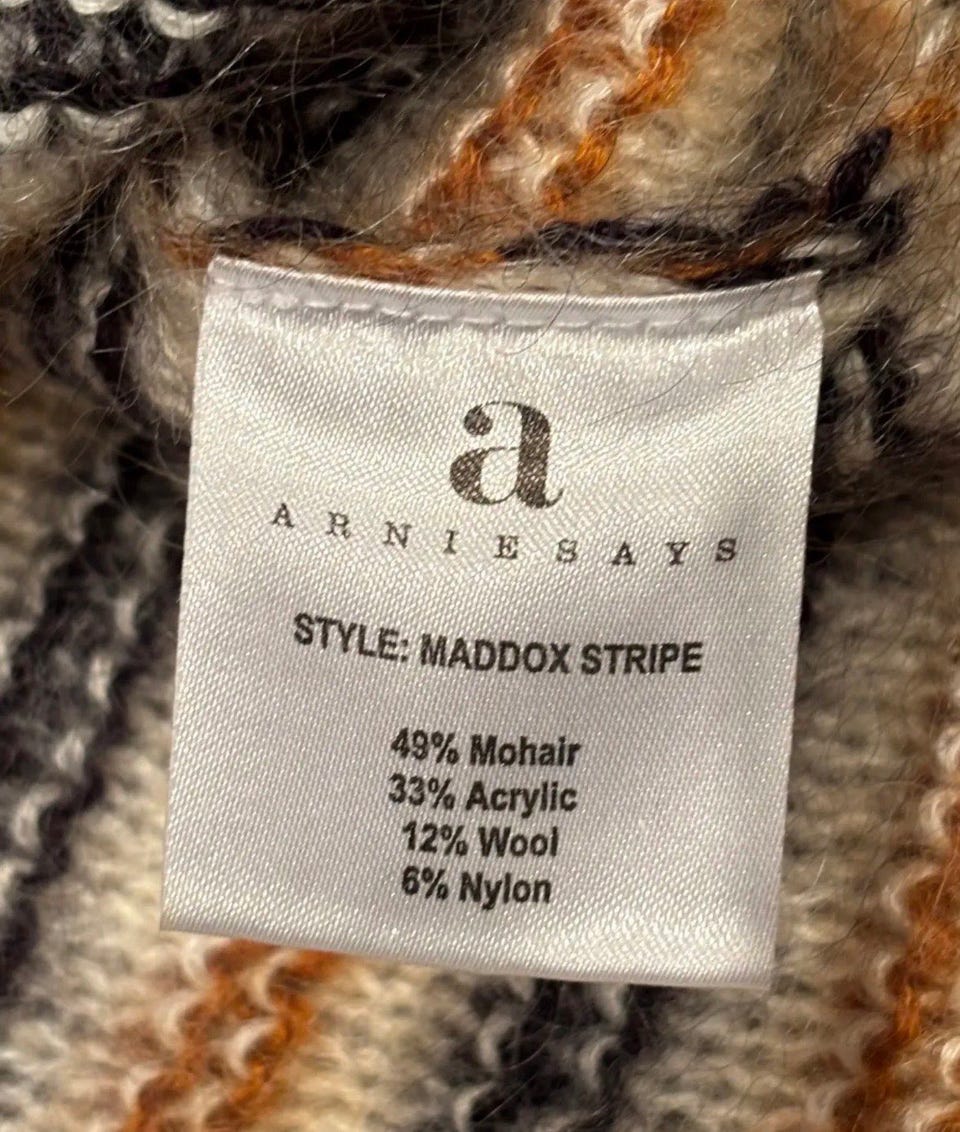 a
ARNIESAYS
STYLE: MADDOX STRIPE
49% Mohair
33% Acrylic
12% Wool
6% Nylon